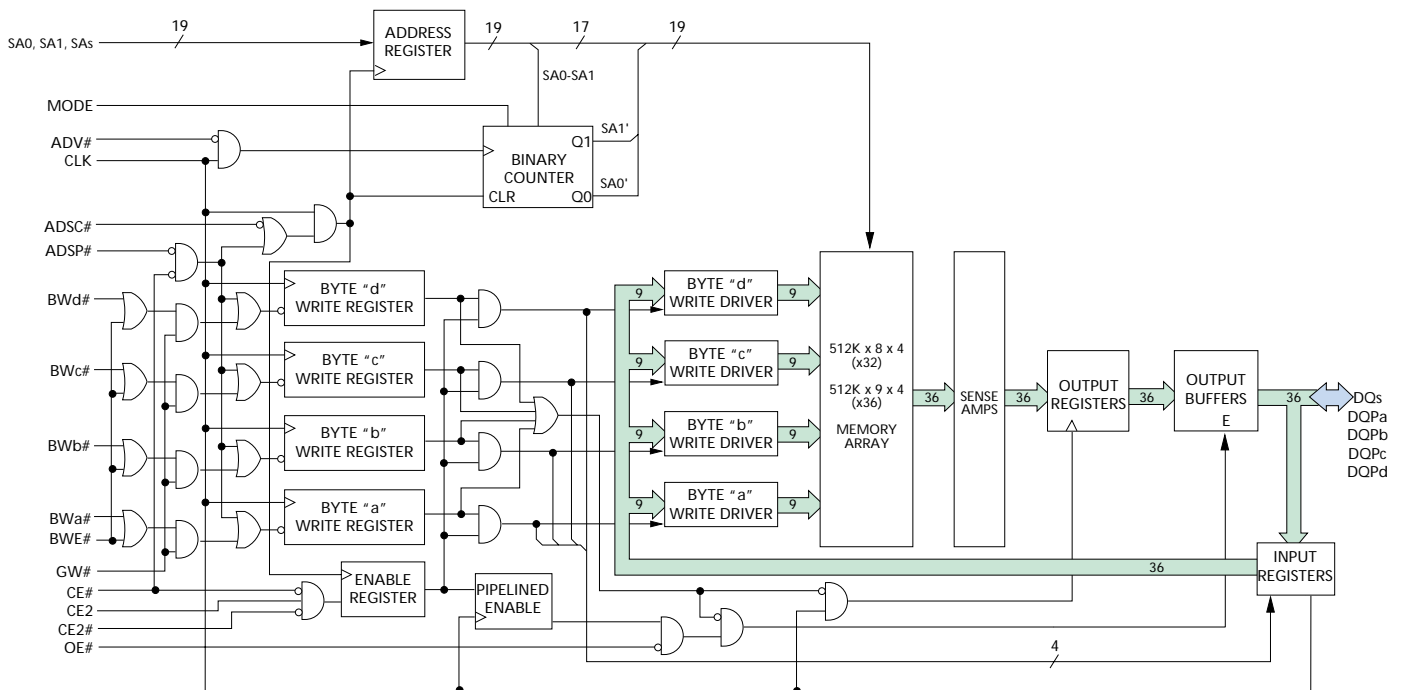 19
19
17
19
SA0, SA1, SAs
ADDRESS
REGISTER
SA0-SA1
MODE
ADV#
CLK
SA1'
Q1
BINARY
COUNTER
SA0'
CLR
Q0
ADSC#
ADSP#
BWd#
BYTE “d”
WRITE REGISTER
9
BYTE “d”
WRITE DRIVER
9
BWc#
BYTE “c”
WRITE REGISTER
9
BYTE “c”
WRITE DRIVER
9
BWb#
BYTE “b”
WRITE REGISTER
9
BYTE “b”
WRITE DRIVER
9
BWa#
BWE#
BYTE “a”
WRITE REGISTER
9
BYTE “a”
WRITE DRIVER
9
512K x 8 x 4
(x32)
512K x 9 x 4
(x36)
MEMORY
ARRAY
36
SENSE
AMPS
36
OUTPUT
REGISTERS
36
OUTPUT
BUFFERS
E
36
DQs
DQPa
DQPb
DQPc
DQPd
GW#
CE#
CE2
CE2#
OE#
ENABLE
REGISTER
PIPELINED
ENABLE
36
INPUT
REGISTERS
4